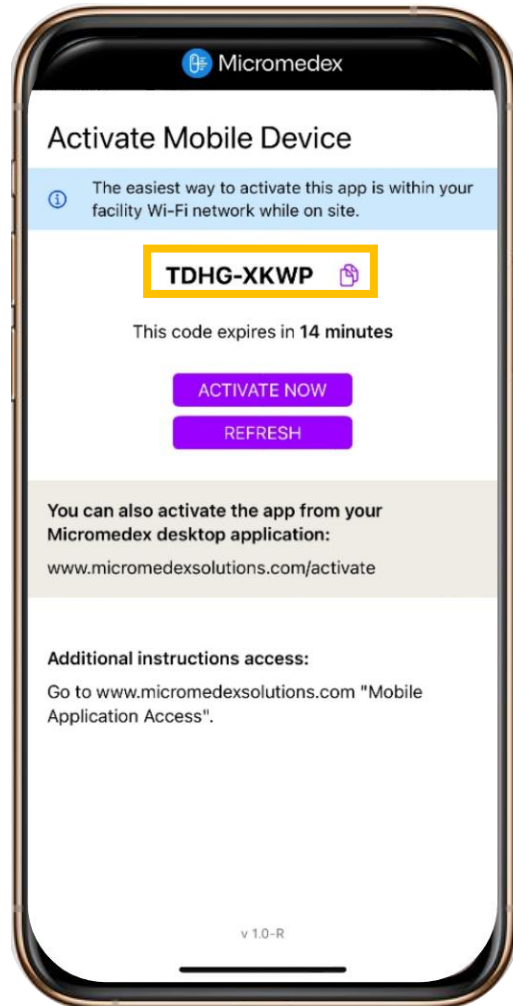 Micromedex
Activate Mobile Device
The easiest way to activate this app is within your
facility Wi-Fi network while on site.
TDHG-XKWP
This code expires in 14 minutes
ACTIVATE NOW
REFRESH
You can also activate the app from your
Micromedex desktop application:
www.micromedexsolutions.com/activate
Additional instructions access:
Go to www.micromedexsolutions.com "Mobile
Application Access".
v 1.0-R